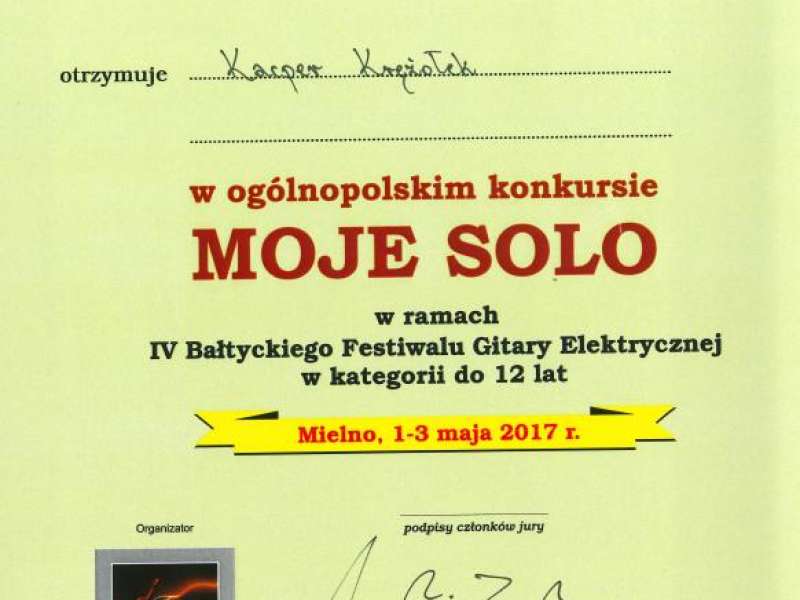 otrzymuje Kacper Krężołek
w ogólnopolskim konkursie
MOJE SOLO
w ramach
IV Bałtyckiego Festiwalu Gitary Elektrycznej
w kategorii do 12 lat
Mielno, 1-3 maja 2017 r.
Organizator
podpisy członków jury